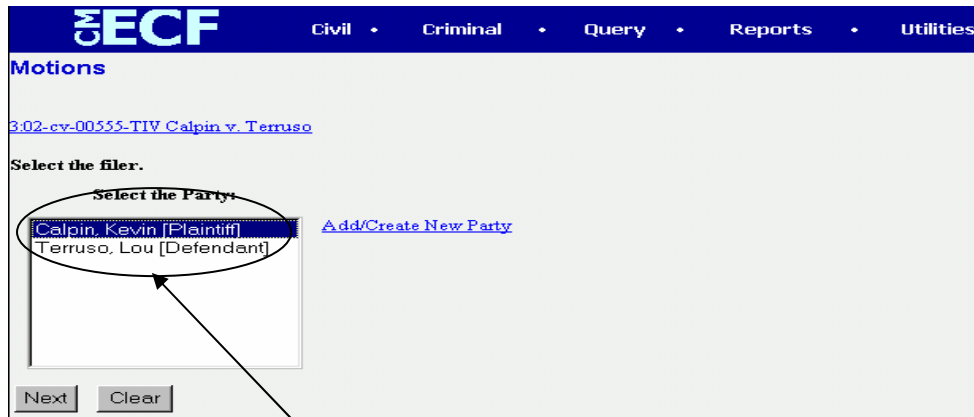 CM ECF Civil • Criminal • Query • Reports • Utilities
Motions
3:02-cv-00555-TIV Calpin v. Terruso
Select the filer.
Select the Party:
Calpin, Kevin [Plaintiff] Add/Create New Party
Terruso, Lou [Defendant]
Next Clear